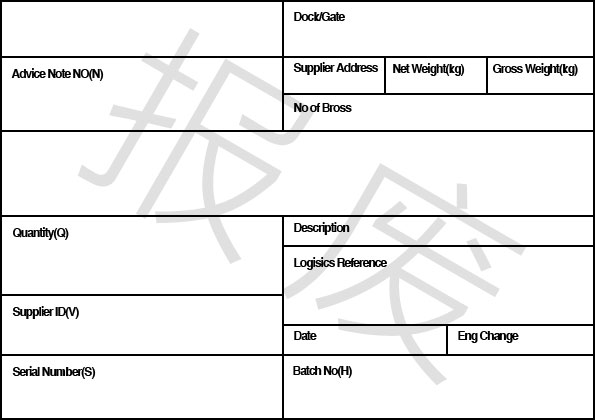 Dock/Gate
Advice Note NO(N)
Supplier Address
Net Weight(kg)
Gross Weight(kg)
No of Bross
报废
Quantity(Q)
Description
Logisics Reference
Supplier ID(V)
Date
Eng Change
Serial Number(S)
Batch No(H)